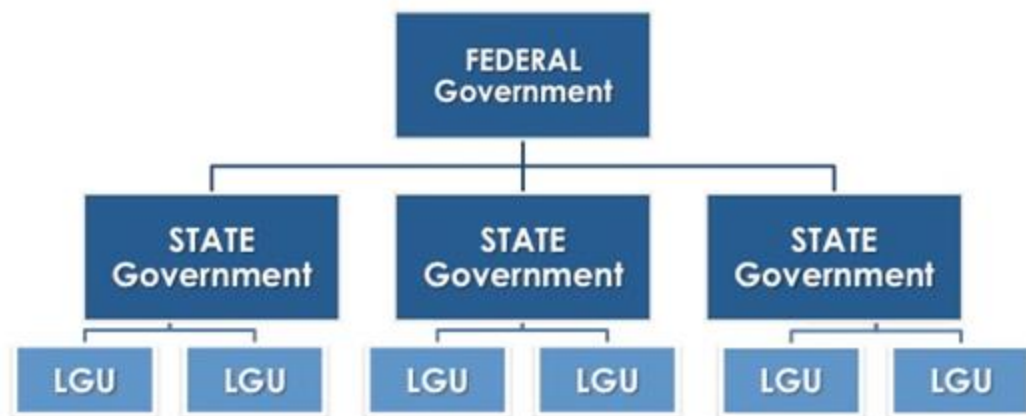 FEDERAL
Government
STATE
Government
STATE
Government
STATE
Government
LGU
LGU
LGU
LGU
LGU
LGU